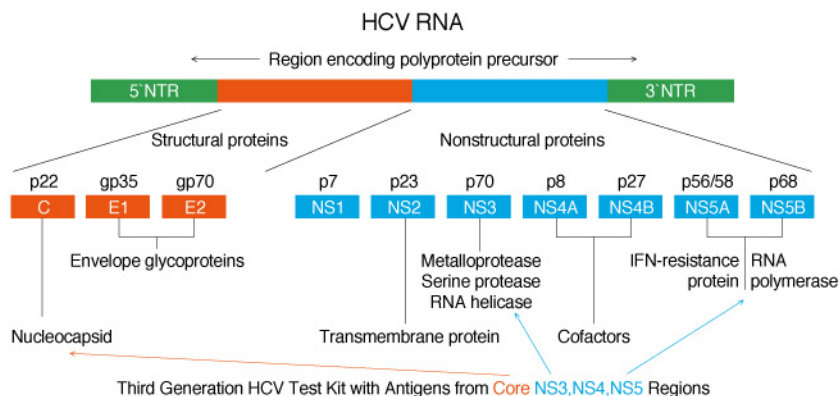 HCV RNA
Region encoding polyprotein precursor
5`NTR 3`NTR
Structural proteins Nonstructural proteins
p22 gp35 gp70 p7 p23 p70 p8 p27 p56/58 p68
C E1 E2 NS1 NS2 NS3 NS4A NS4B NS5A NS5B
Envelope glycoproteins
Metalloprotease
Serine protease
RNA helicase
IFN-resistance
protein
RNA
polymerase
Nucleocapsid Transmembrane protein Cofactors
Third Generation HCV Test Kit with Antigens from Core NS3,NS4,NS5 Regions